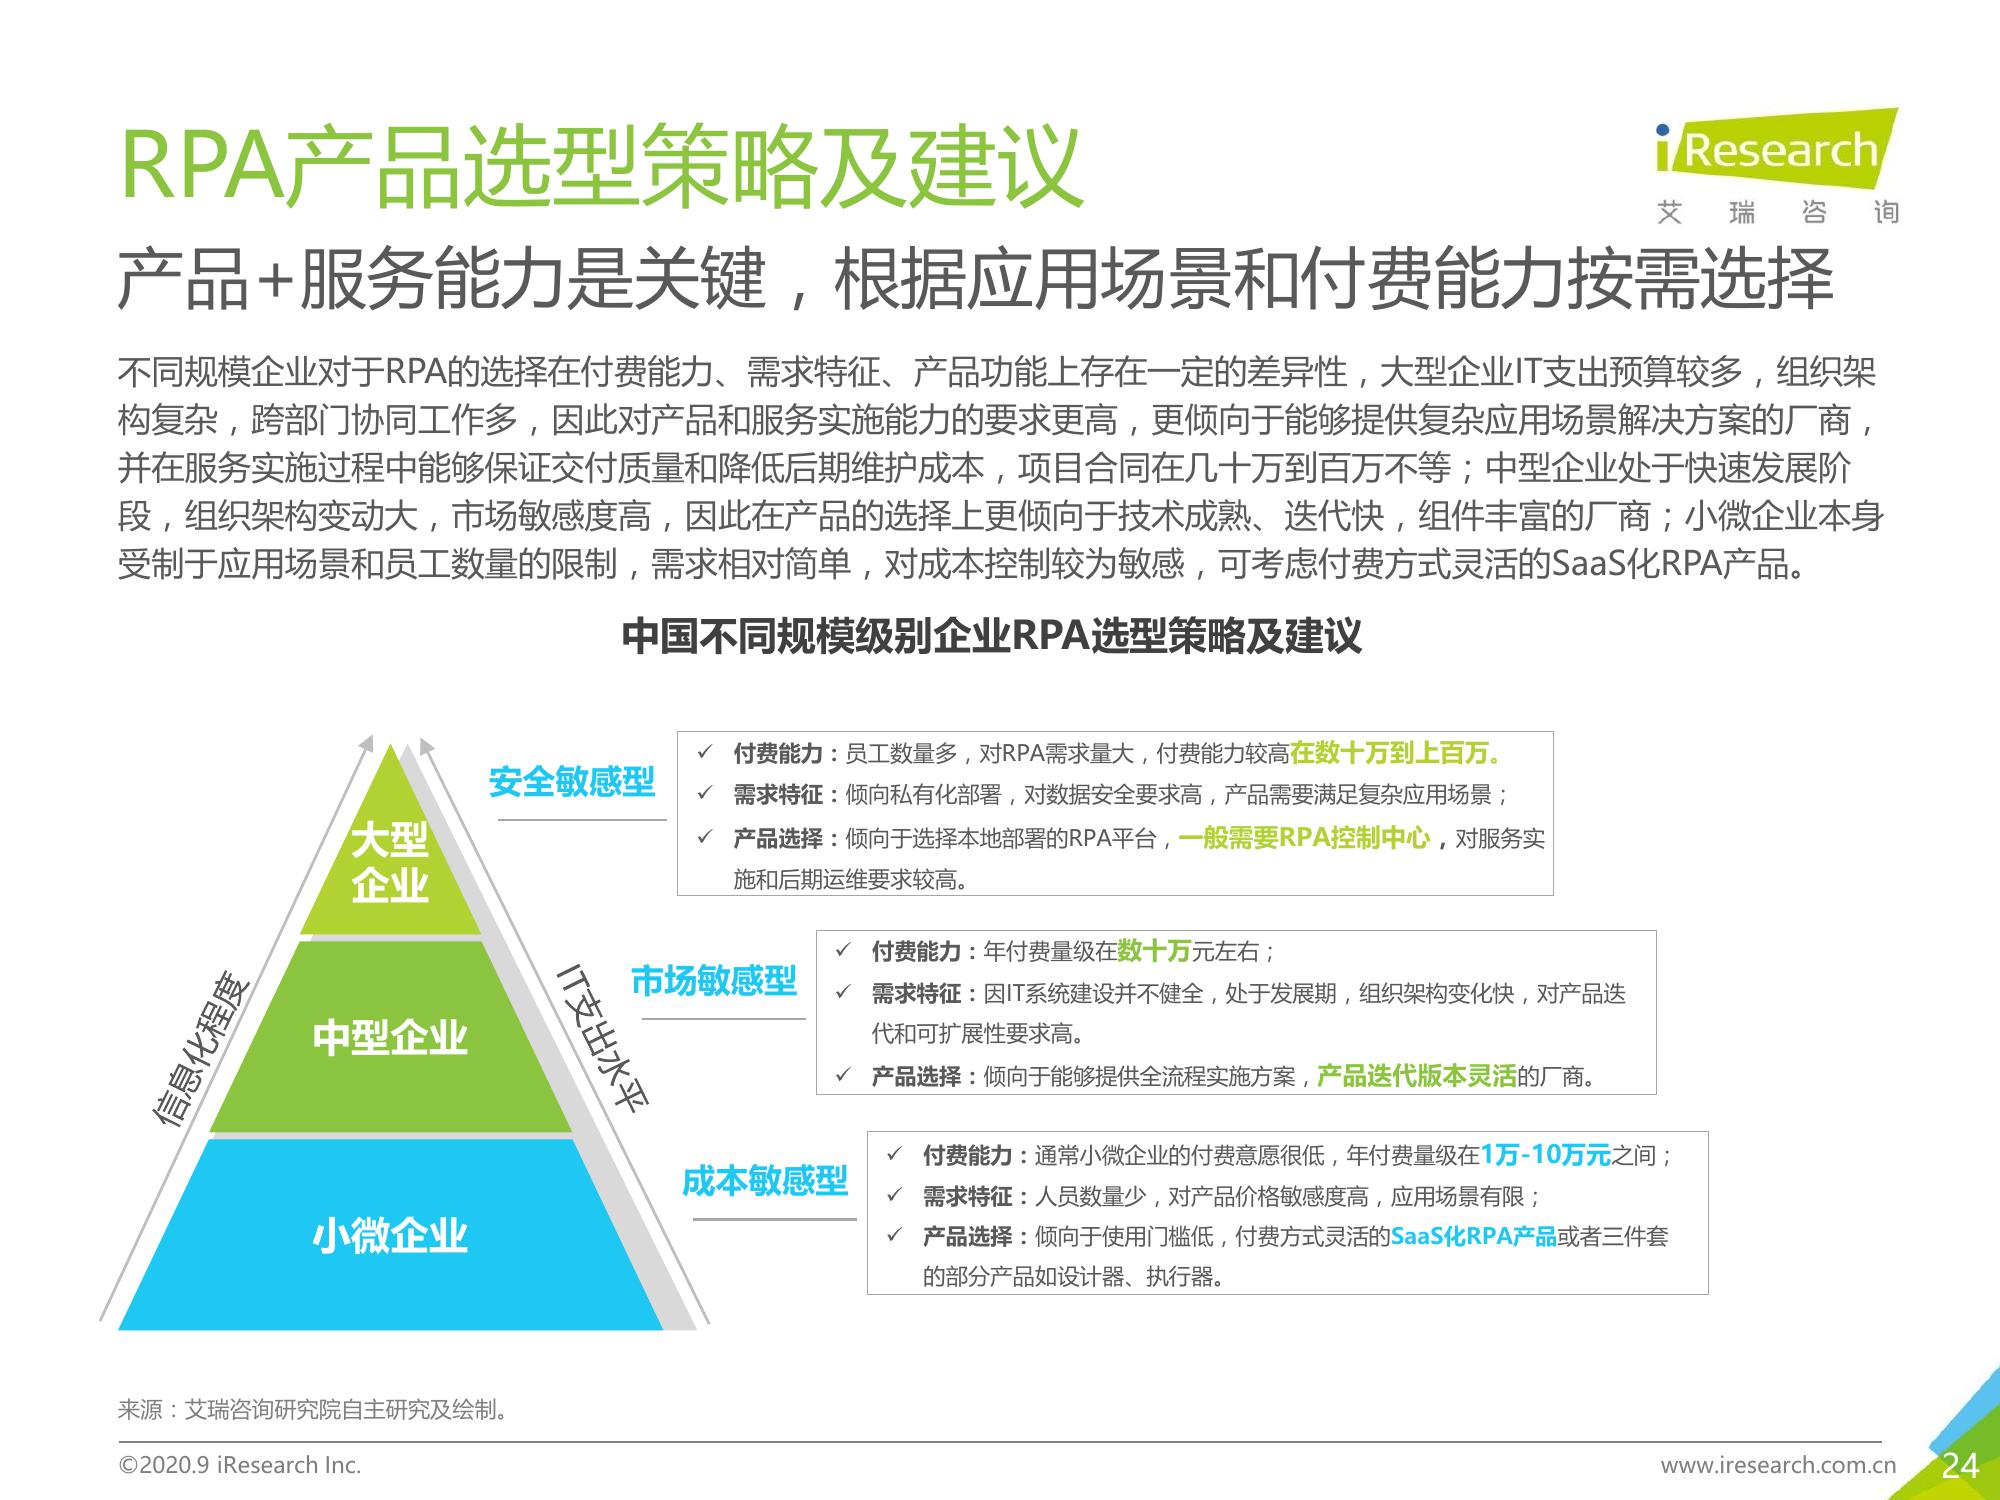 RPA产品选型策略及建议
iResearch
艾瑞咨询
产品+服务能力是关键，根据应用场景和付费能力按需选择
不同规模企业对于RPA的选择在付费能力、需求特征、产品功能上存在一定的差异性，大型企业IT支出预算较多，组织架
构复杂，跨部门协同工作多，因此对产品和服务实施能力的要求更高，更倾向于能够提供复杂应用场景解决方案的厂商，
并在服务实施过程中能够保证交付质量和降低后期维护成本，项目合同在几十万到百万不等；中型企业处于快速发展阶
段，组织架构变动大，市场敏感度高，因此在产品的选择上更倾向于技术成熟、迭代快，组件丰富的厂商；小微企业本身
受制于应用场景和员工数量的限制，需求相对简单，对成本控制较为敏感，可考虑付费方式灵活的SaaS化RPA产品。
中国不同规模级别企业RPA选型策略及建议
信息化程度
IT支出水平
大型
企业
安全敏感型
✓ 付费能力：员工数量多，对RPA需求量大，付费能力较高在数十万到上百万。
✓ 需求特征：倾向私有化部署，对数据安全要求高，产品需要满足复杂应用场景；
✓ 产品选择：倾向于选择本地部署的RPA平台，一般需要RPA控制中心，对服务实
施和后期运维要求较高。
中型企业
市场敏感型
✓ 付费能力：年付费量级在数十万元左右；
✓ 需求特征：因IT系统建设并不健全，处于发展期，组织架构变化快，对产品迭
代和可扩展性要求高。
✓ 产品选择：倾向于能够提供全流程实施方案，产品迭代版本灵活的厂商。
小微企业
成本敏感型
✓ 付费能力：通常小微企业的付费意愿很低，年付费量级在1万-10万元之间；
✓ 需求特征：人员数量少，对产品价格敏感度高，应用场景有限；
✓ 产品选择：倾向于使用门槛低，付费方式灵活的SaaS化RPA产品或者三件套
的部分产品如设计器、执行器。
来源：艾瑞咨询研究院自主研究及绘制。
©2020.9 iResearch Inc.
www.iresearch.com.cn
24